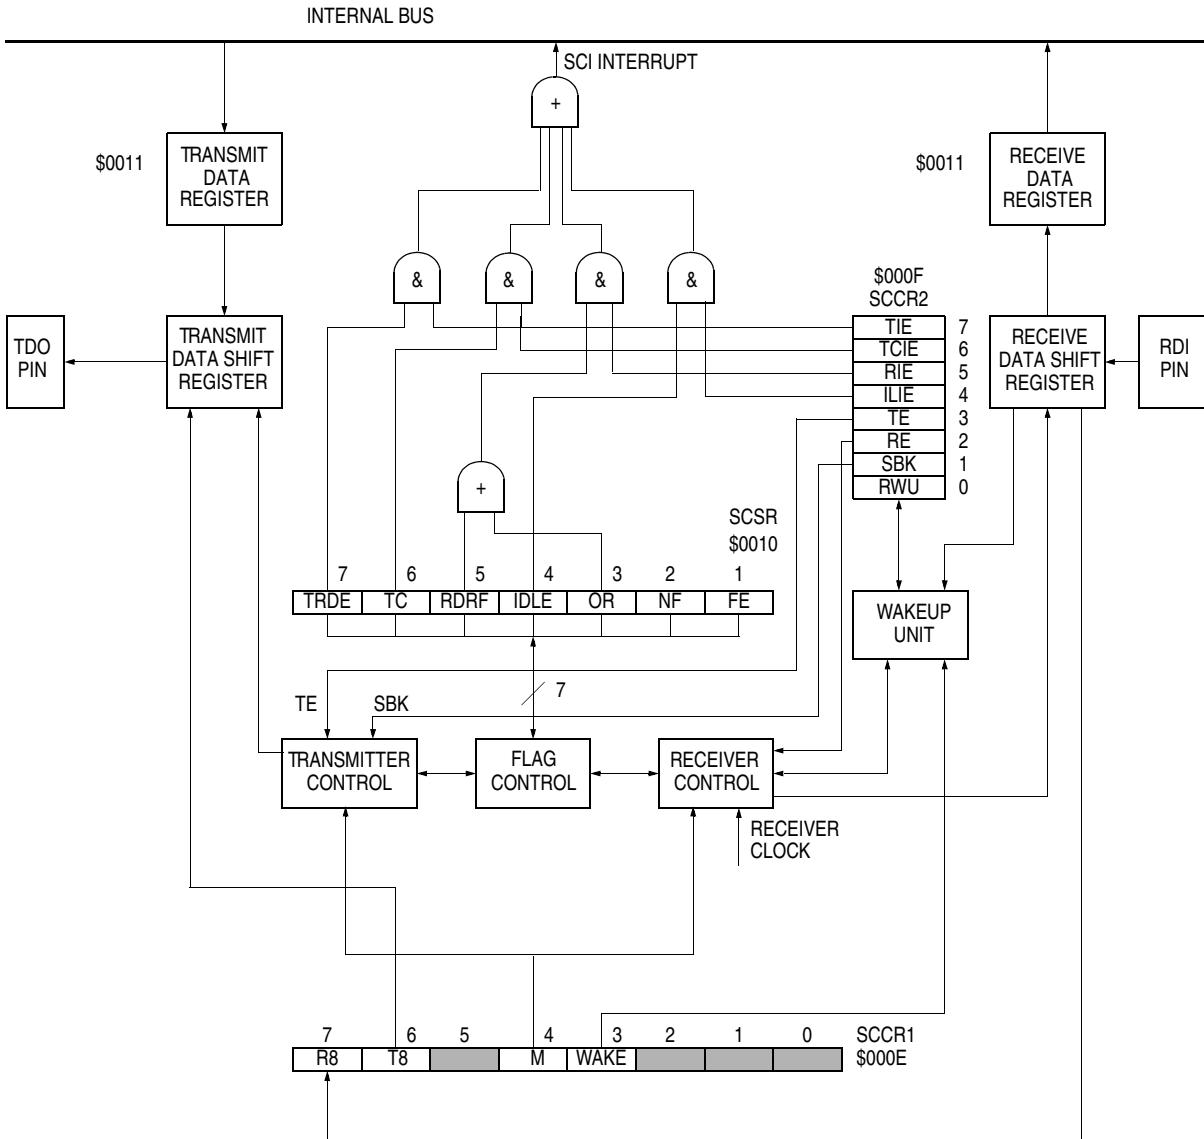 INTERNAL BUS
SCI INTERRUPT
+
$0011
TRANSMIT
DATA
REGISTER
$0011
RECEIVE
DATA
REGISTER
&
&
&
&
$000F
SCCR2
TDO
PIN
TRANSMIT
DATA SHIFT
REGISTER
TIE 7
TCIE 6
RIE 5
ILIE 4
TE 3
RE 2
SBK 1
RWU 0
RECEIVE
DATA SHIFT
REGISTER
RDI
PIN
+
SCSR
$0010
7 6 5 4 3 2 1
TRDE TC RDRF IDLE OR NF FE
WAKEUP
UNIT
7
TE
SBK
TRANSMITTER
CONTROL
FLAG
CONTROL
RECEIVER
CONTROL
RECEIVER
CLOCK
7 6 5 4 3 2 1 0
SCCR1
R8 T8 M WAKE
$000E